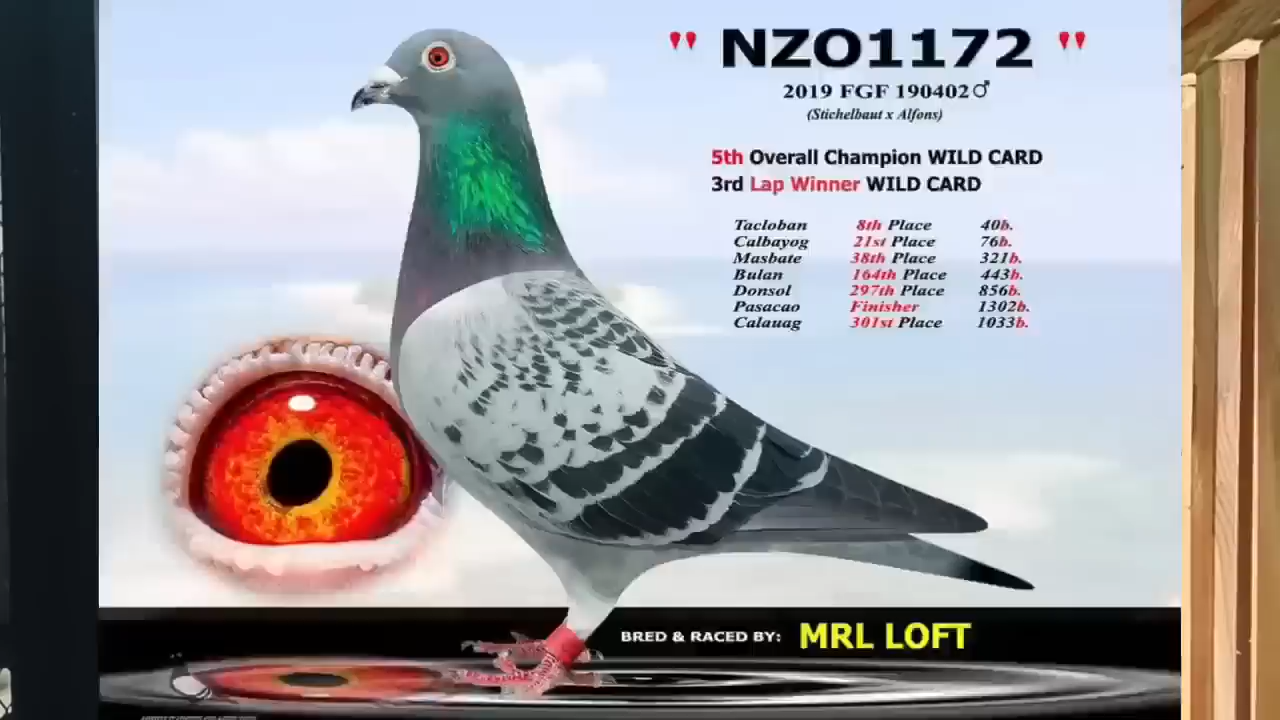 " NZO1172 "
2019 FGF 190402♂
(Stichelbaut x Alfons)
5th Overall Champion WILD CARD
3rd Lap Winner WILD CARD
Tacloban 8th Place 40b.
Calbayog 21st Place 76b.
Masbate 38th Place 321b.
Bulan 164th Place 443b.
Donsol 297th Place 856b.
Pasacao Finisher 1302b.
Calauag 301st Place 1033b.
BRED & RACED BY: MRL LOFT